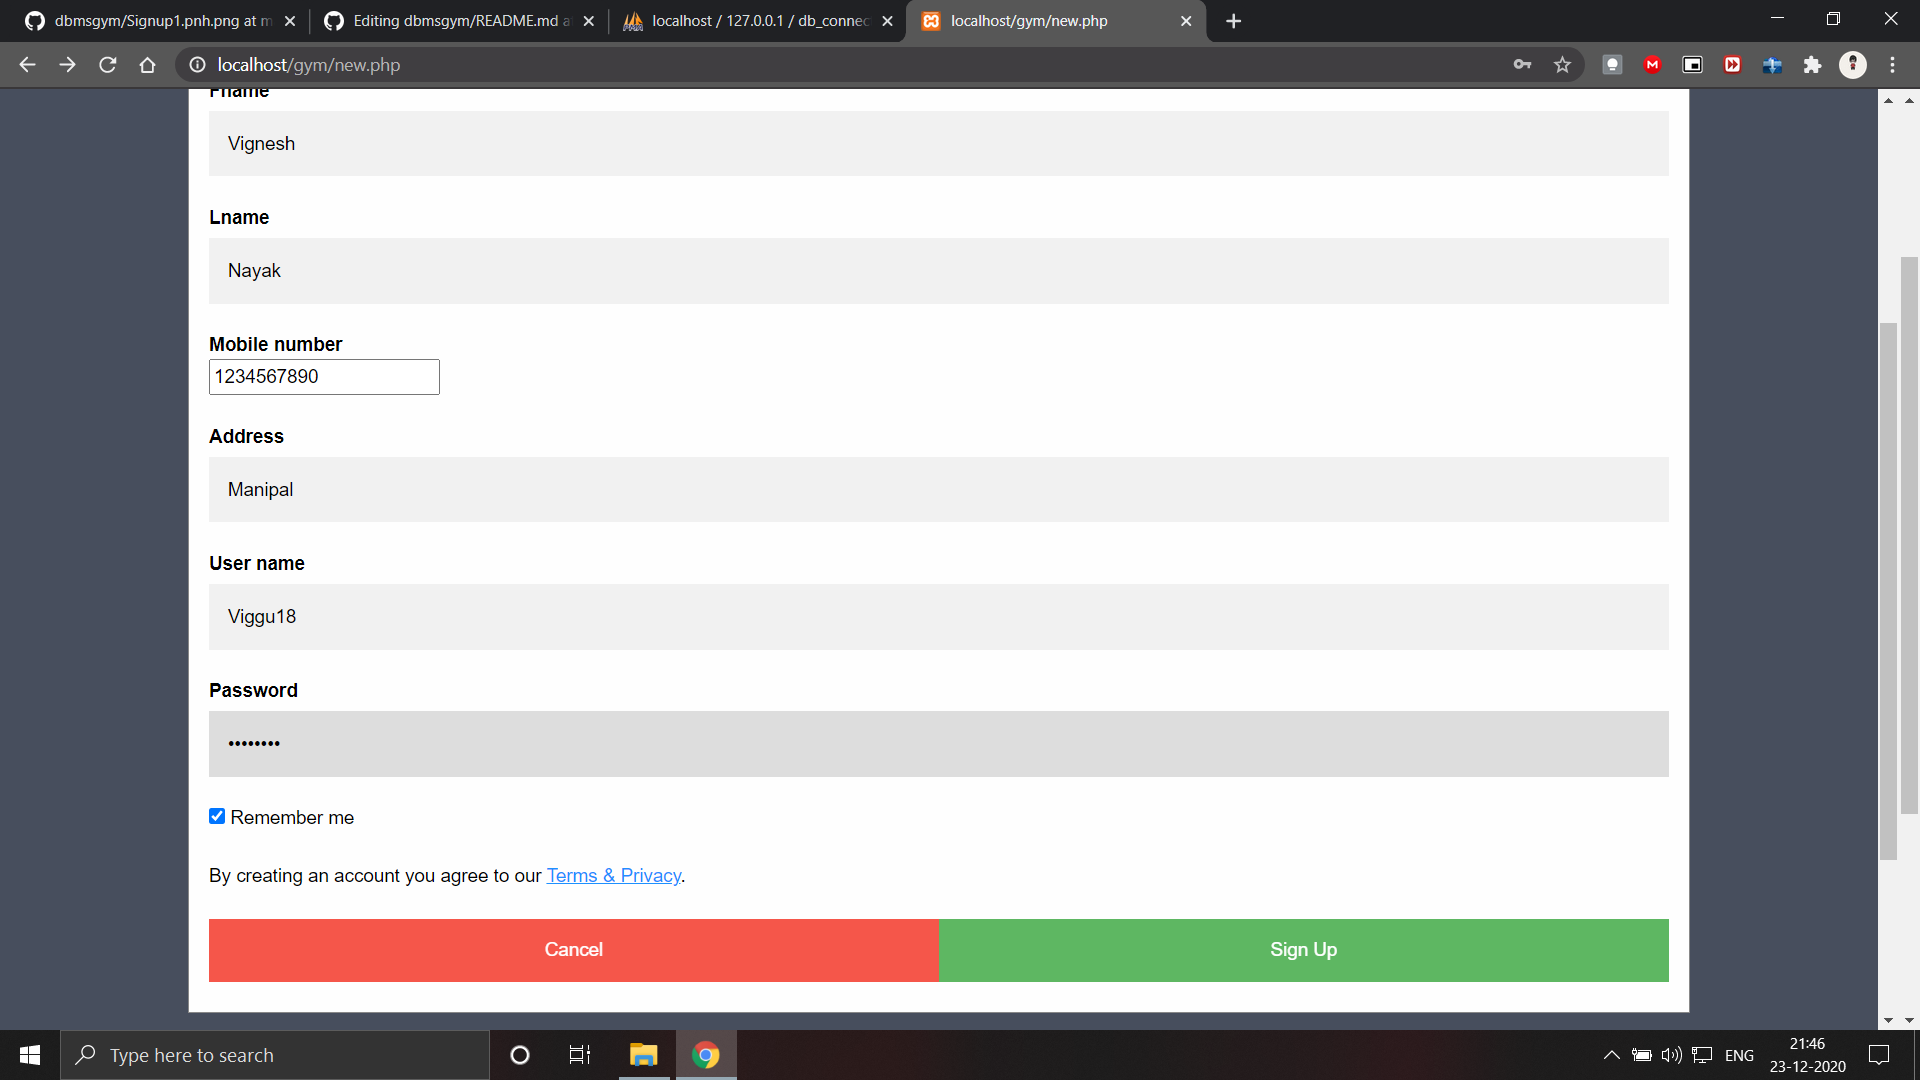 dbmsgym/Signup1.pnh.png at m
Editing dbmsgym/README.md a
localhost / 127.0.0.1 / db_connec
localhost/gym/new.php
localhost/gym/new.php
Fname
Vignesh
Lname
Nayak
Mobile number
1234567890
Address
Manipal
User name
Viggu18
Password
••••••••
Remember me
By creating an account you agree to our Terms & Privacy.
Cancel
Sign Up
Type here to search
ENG
21:46
23-12-2020